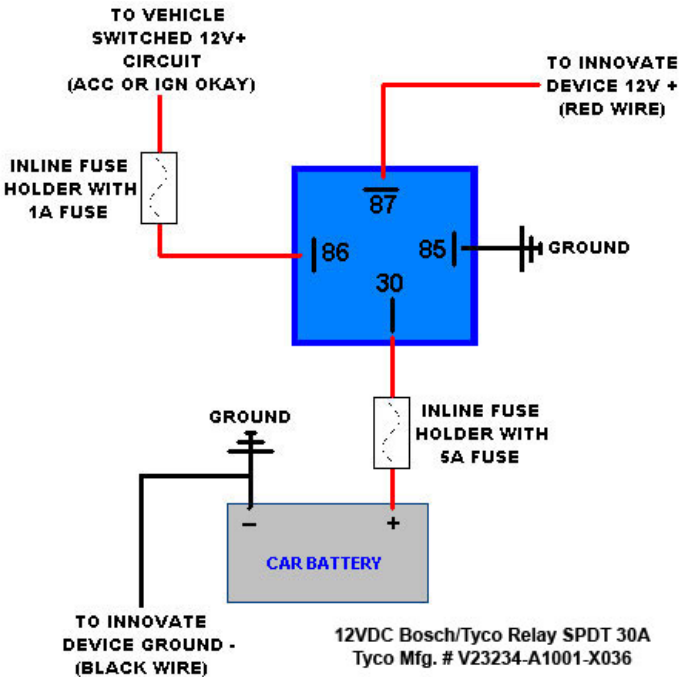 TO VEHICLE
SWITCHED 12V+
CIRCUIT
(ACC OR IGN OKAY)
TO INNOVATE
DEVICE 12V +
(RED WIRE)
INLINE FUSE
HOLDER WITH
1A FUSE
87
86
85
GROUND
30
GROUND
INLINE FUSE
HOLDER WITH
5A FUSE
–
+
CAR BATTERY
TO INNOVATE
DEVICE GROUND -
(BLACK WIRE)
12VDC Bosch/Tyco Relay SPDT 30A
Tyco Mfg. # V23234-A1001-X036